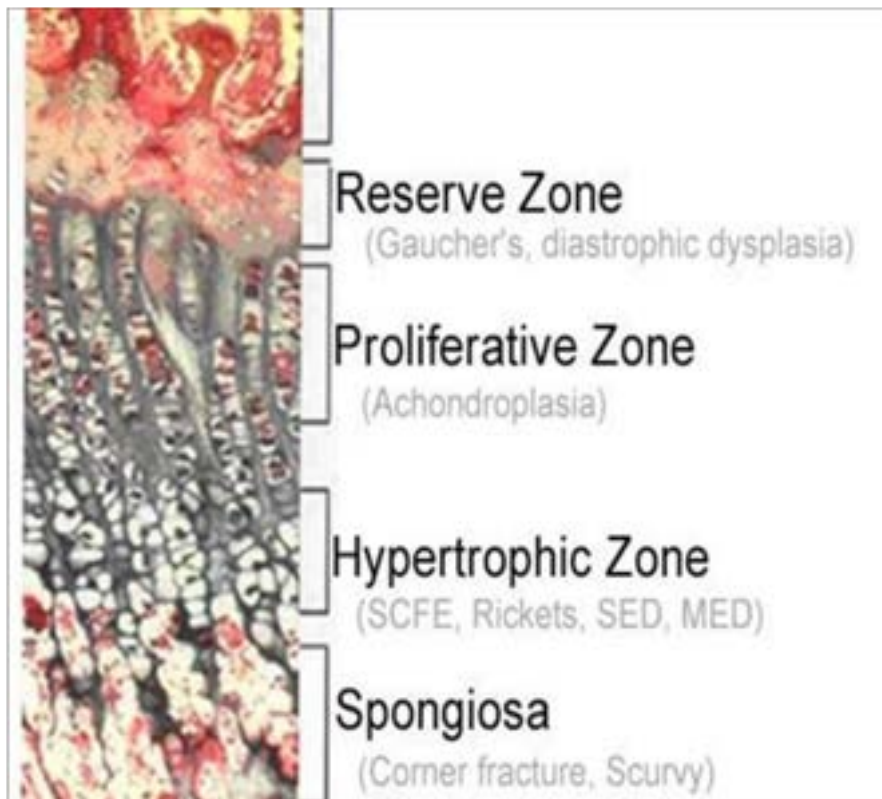 Reserve Zone
(Gaucher's, diastrophic dysplasia)
Proliferative Zone
(Achondroplasia)
Hypertrophic Zone
(SCFE, Rickets, SED, MED)
Spongiosa
(Corner fracture, Scurvy)